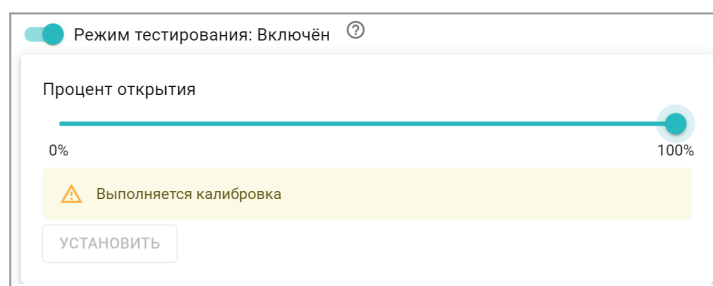 Режим тестирования: Включён ?
Процент открытия
0% 100%
Выполняется калибровка
УСТАНОВИТЬ